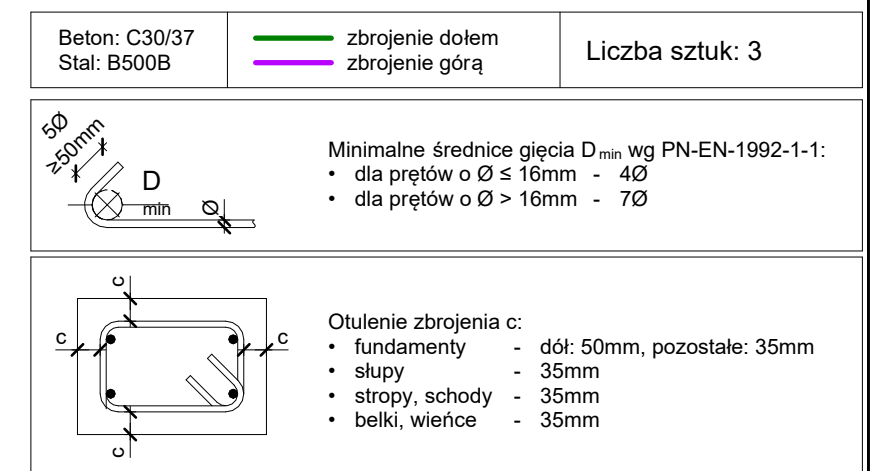 Beton: C30/37
Stal: B500B
zbrojenie dołem
zbrojenie górą
Liczba sztuk: 3
5Ø
≥50mm
D
min
Ø
Minimalne średnice gięcia D min wg PN-EN-1992-1-1:
• dla prętów o Ø ≤ 16mm - 4Ø
• dla prętów o Ø > 16mm - 7Ø
c
c
c
c
Otulenie zbrojenia c:
• fundamenty - dół: 50mm, pozostałe: 35mm
• słupy - 35mm
• stropy, schody - 35mm
• belki, wieńce - 35mm